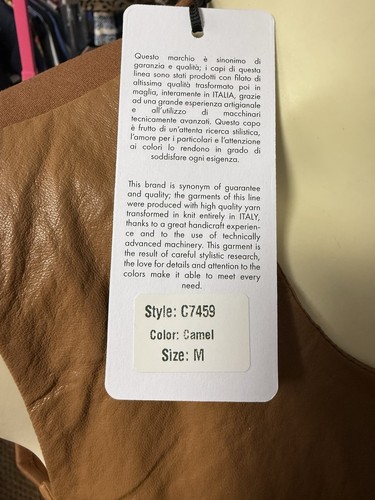 Questo marchio è sinonimo di
garanzia e qualità; i capi di questa
linea sono stati prodotti con filato di
altissima qualità trasformato poi in
maglia, interamente in ITALIA, grazie
ad una grande esperienza artigianale
e all'utilizzo di macchinari
tecnicamente avanzati. Questo capo
è frutto di un'attenta ricerca stilistica,
l'amore per i particolari e l'attenzione
ai colori lo rendono in grado di
soddisfare ogni esigenza.
This brand is synonym of guarantee
and quality; the garments of this line
were produced with high quality yarn
transformed in knit entirely in ITALY,
thanks to a great handicraft experien-
ce and to the use of technically
advanced machinery. This garment is
the result of careful stylistic research,
the love for details and attention to the
colors make it able to meet every
need.
Style: C7459
Color: Camel
Size: M